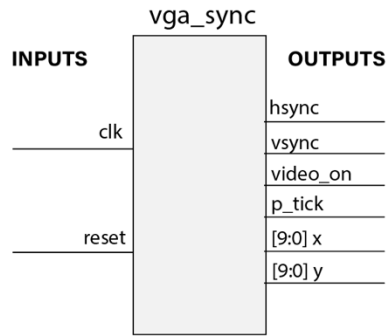 vga_sync
INPUTS
OUTPUTS
clk
reset
hsync
vsync
video_on
p_tick
[9:0] x
[9:0] y